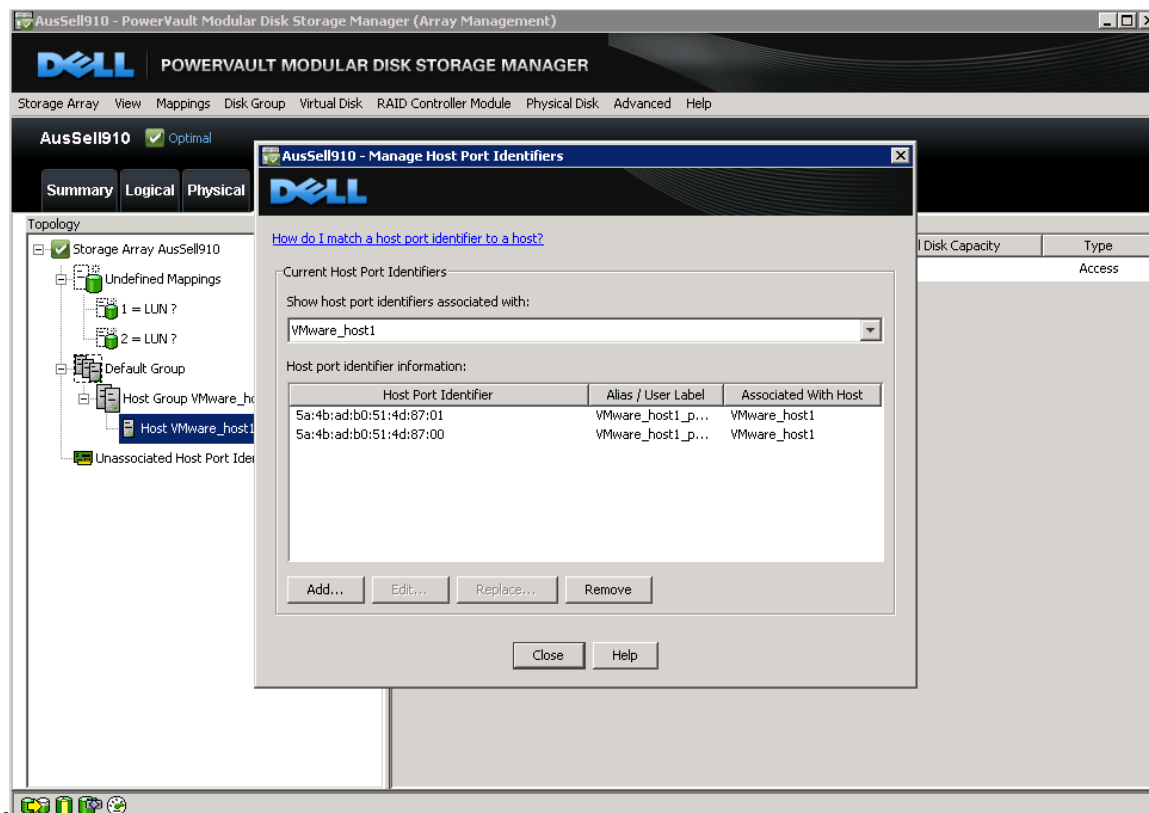 AusSell910 - PowerVault Modular Disk Storage Manager (Array Management)
DELL POWERVAULT MODULAR DISK STORAGE MANAGER
Storage Array View Mappings Disk Group Virtual Disk RAID Controller Module Physical Disk Advanced Help
AusSell910 Optimal
Summary Logical Physical
Topology
Storage Array AusSell910
Undefined Mappings
1 = LUN ?
2 = LUN ?
Default Group
Host Group VMware_ho
Host VMware_host1
Unassociated Host Port Ide
AusSell910 - Manage Host Port Identifiers
DELL
How do I match a host port identifier to a host?
Current Host Port Identifiers
Show host port identifiers associated with:
VMware_host1
Host port identifier information:
Host Port Identifier Alias / User Label Associated With Host
5a:4b:ad:b0:51:4d:87:01 VMware_host1_p... VMware_host1
5a:4b:ad:b0:51:4d:87:00 VMware_host1_p... VMware_host1
Add... Edit... Replace... Remove
Close Help
l Disk Capacity Type
Access